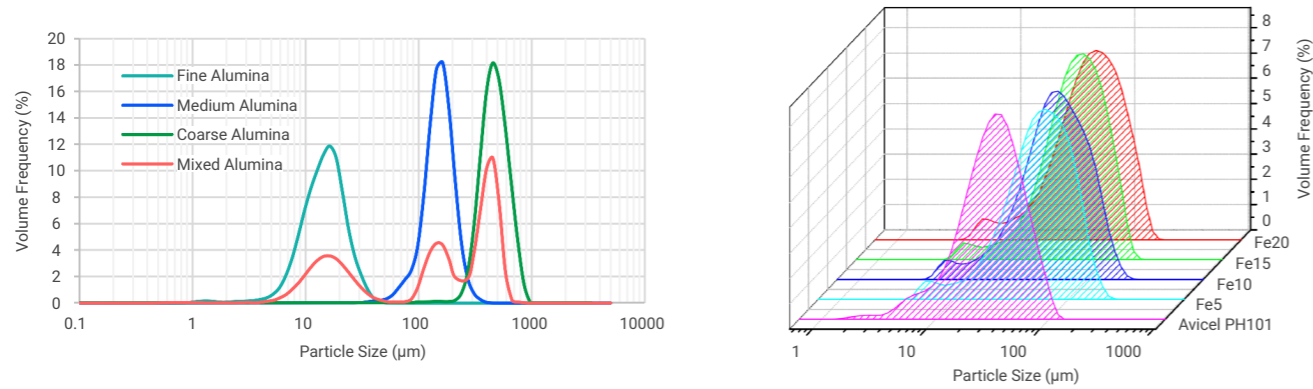 20
18
16
14
12
10
8
6
4
2
0
Volume Frequency (%)
Fine Alumina
Medium Alumina
Coarse Alumina
Mixed Alumina
0.1 1 10 100 1000 10000
Particle Size (µm)
8
7
6
5
4
3
2
1
0
Volume Frequency (%)
Fe20
Fe15
Fe10
Fe5
Avicel PH101
1 10 100 1000
Particle Size (µm)